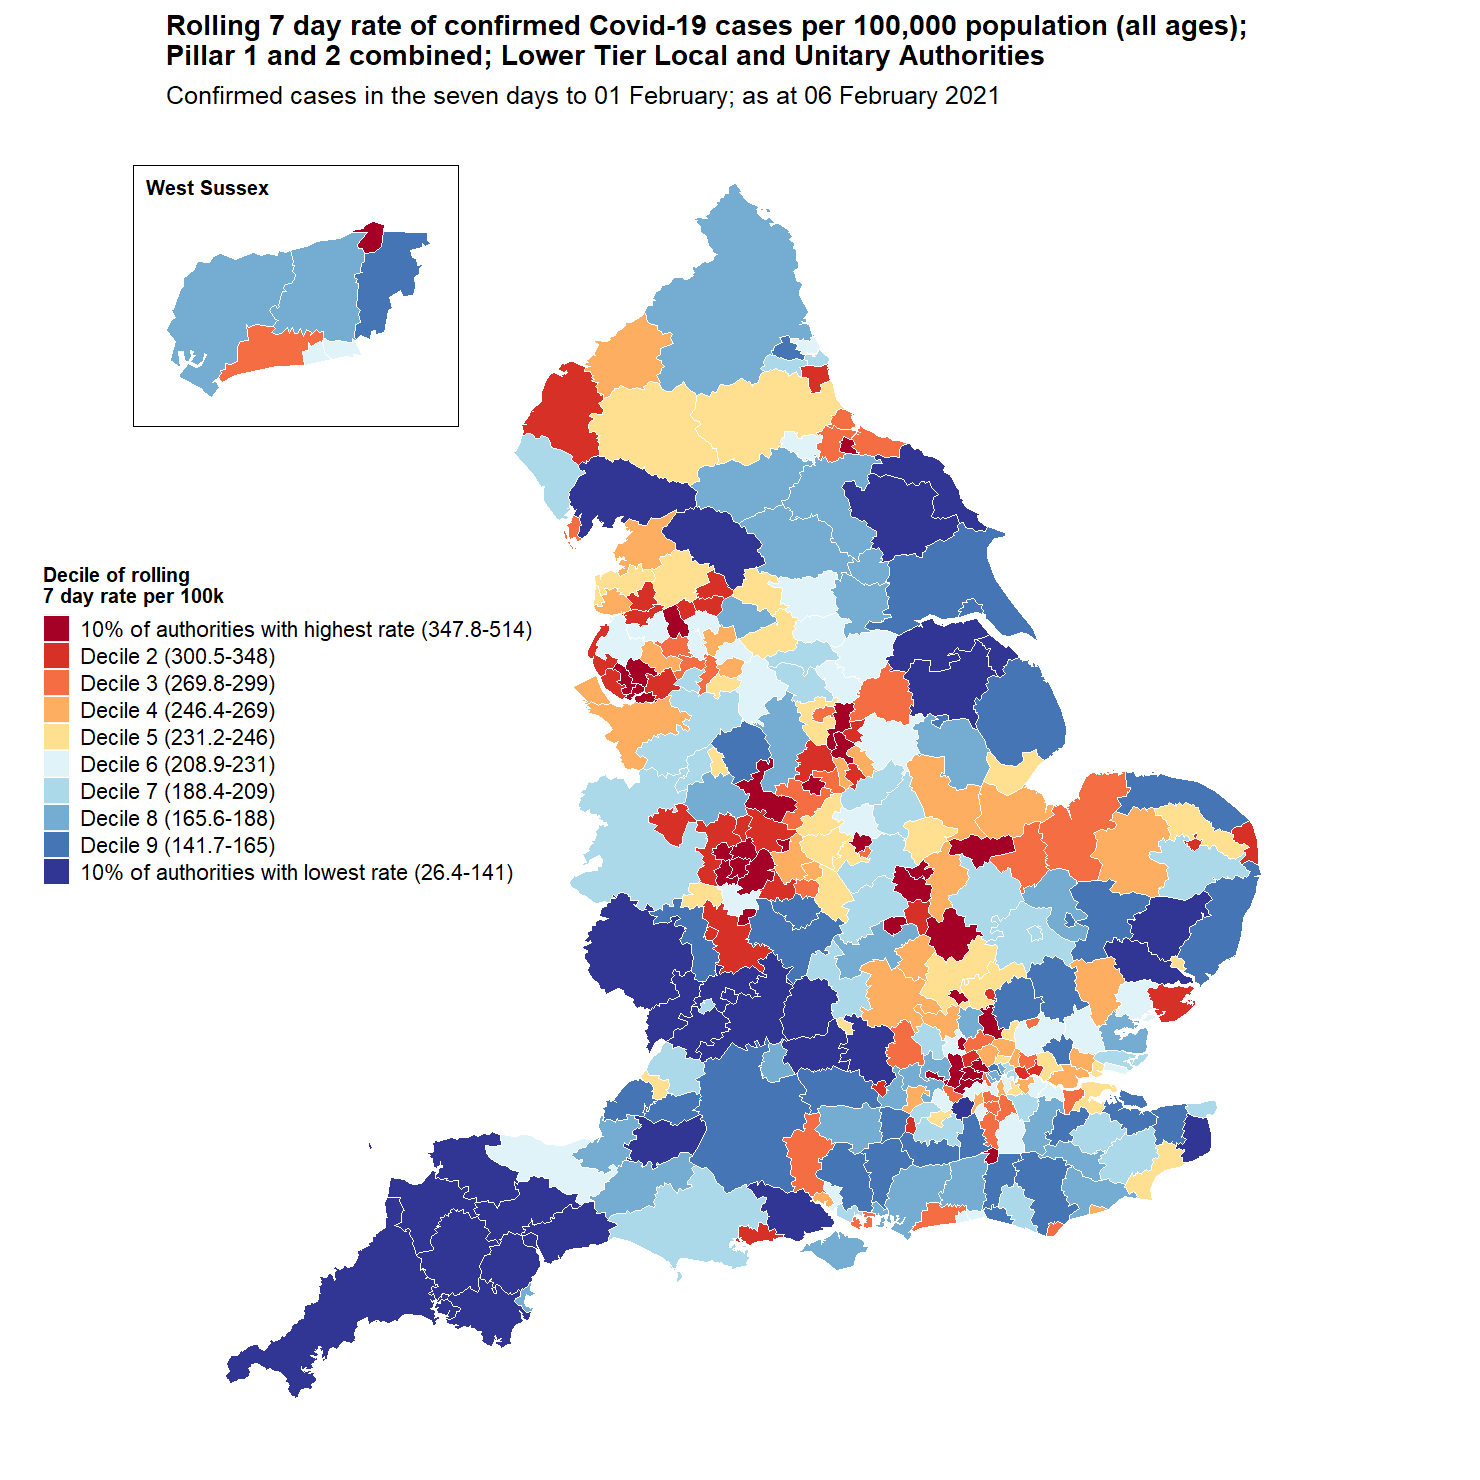 Rolling 7 day rate of confirmed Covid-19 cases per 100,000 population (all ages);
Pillar 1 and 2 combined; Lower Tier Local and Unitary Authorities
Confirmed cases in the seven days to 01 February; as at 06 February 2021
West Sussex
Decile of rolling
7 day rate per 100k
10% of authorities with highest rate (347.8-514)
Decile 2 (300.5-348)
Decile 3 (269.8-299)
Decile 4 (246.4-269)
Decile 5 (231.2-246)
Decile 6 (208.9-231)
Decile 7 (188.4-209)
Decile 8 (165.6-188)
Decile 9 (141.7-165)
10% of authorities with lowest rate (26.4-141)